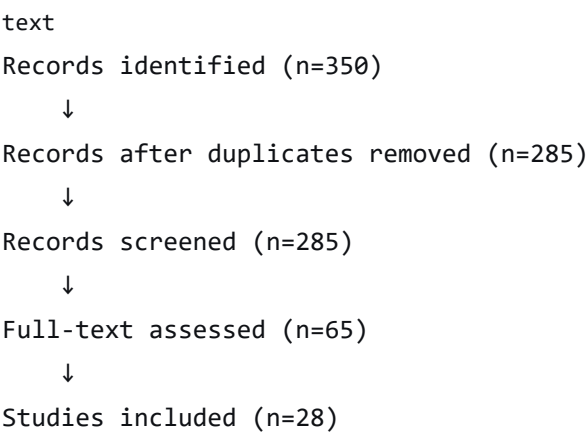 text
Records identified (n=350)
↓
Records after duplicates removed (n=285)
↓
Records screened (n=285)
↓
Full-text assessed (n=65)
↓
Studies included (n=28)